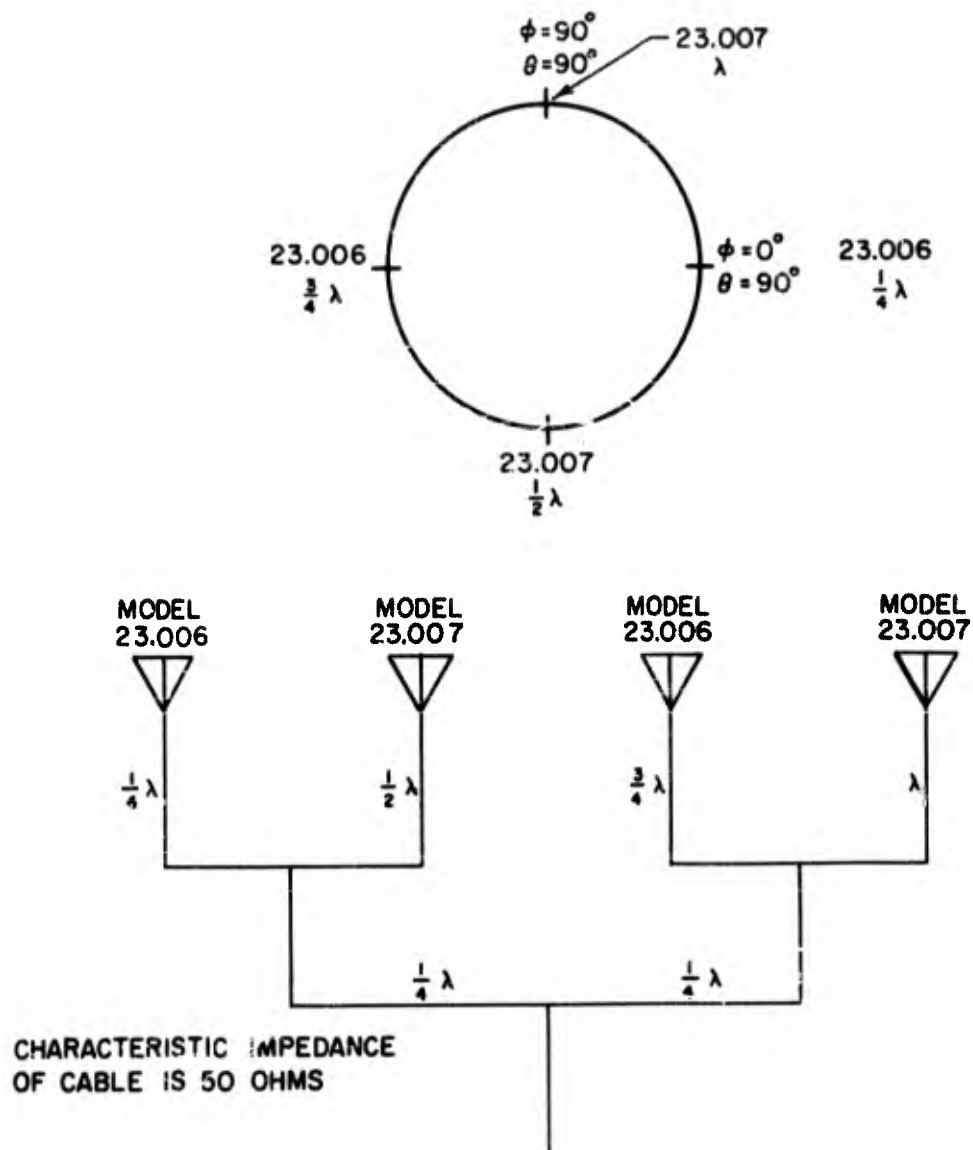 φ = 90°
θ = 90°
23.007
λ
23.006
3/4 λ
φ = 0°
θ = 90°
23.006
1/4 λ
23.007
1/2 λ
MODEL
23.006
MODEL
23.007
MODEL
23.006
MODEL
23.007
1/4 λ
1/2 λ
3/4 λ
λ
1/4 λ
1/4 λ
CHARACTERISTIC IMPEDANCE
OF CABLE IS 50 OHMS